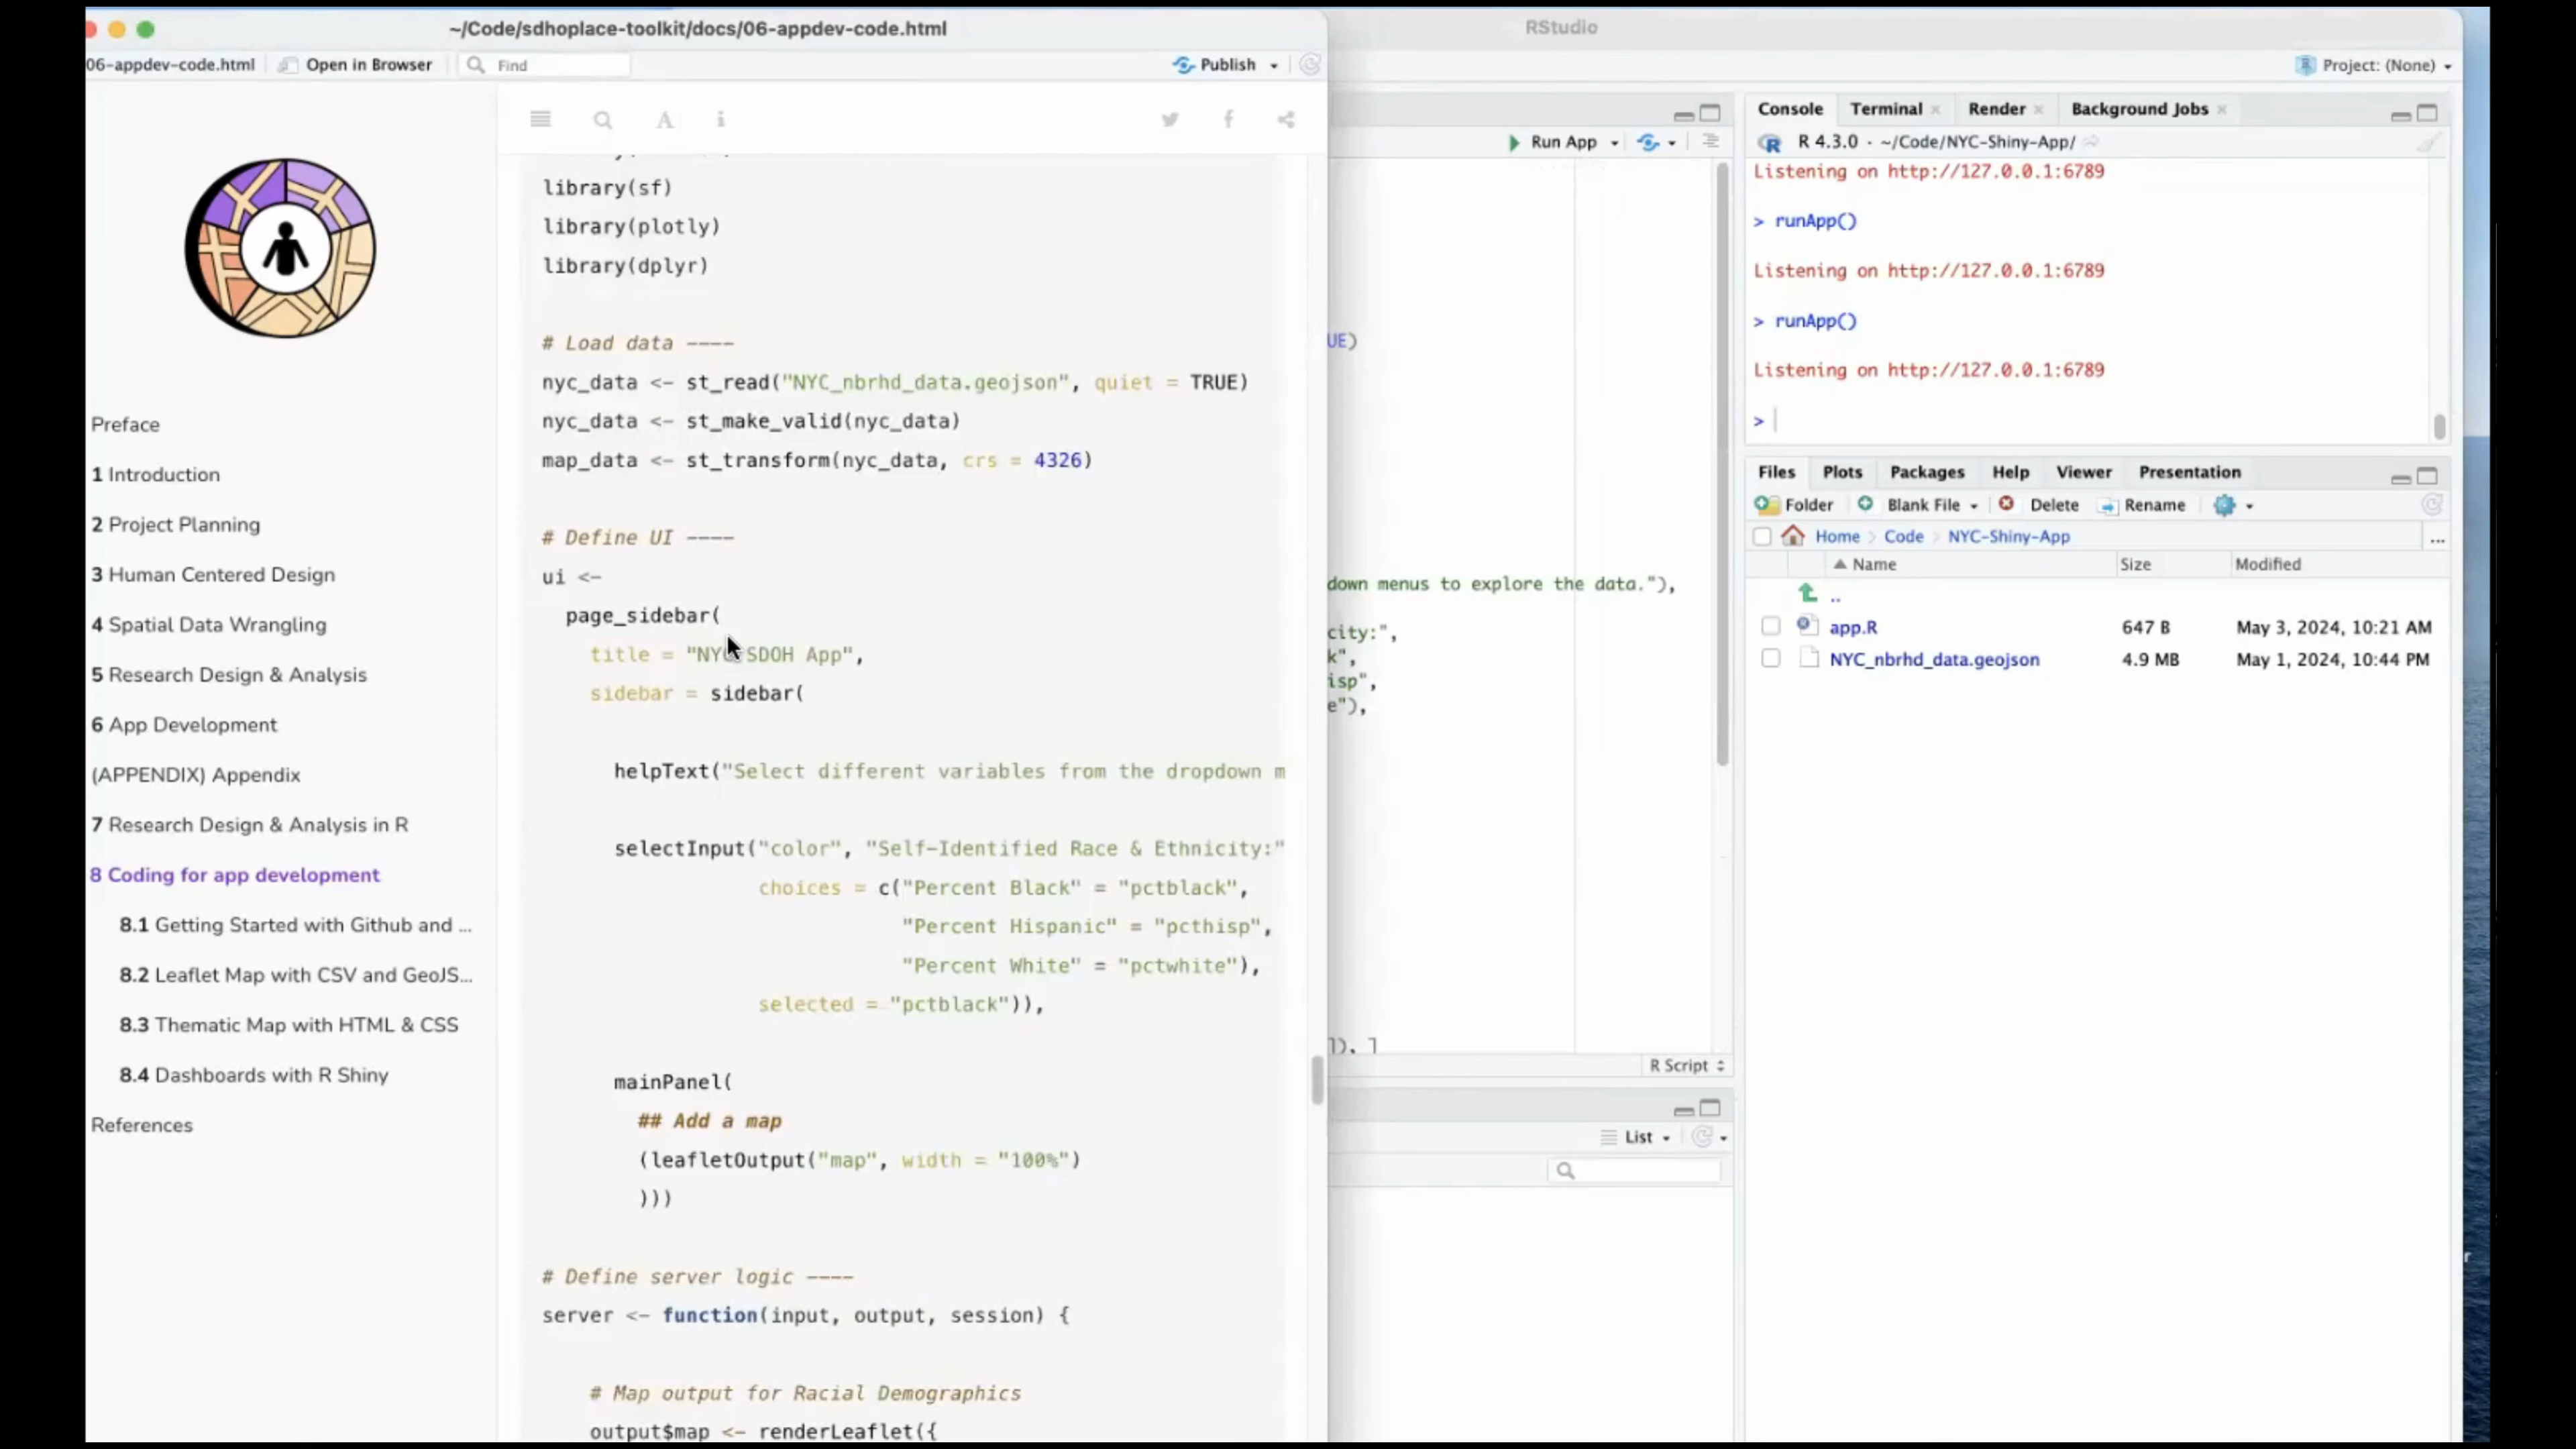 ~/Code/sdhoplace-toolkit/docs/06-appdev-code.html
06-appdev-code.html
Open in Browser
Find
Publish
A
i
Preface
1 Introduction
2 Project Planning
3 Human Centered Design
4 Spatial Data Wrangling
5 Research Design & Analysis
6 App Development
(APPENDIX) Appendix
7 Research Design & Analysis in R
8 Coding for app development
8.1 Getting Started with Github and ...
8.2 Leaflet Map with CSV and GeoJS...
8.3 Thematic Map with HTML & CSS
8.4 Dashboards with R Shiny
References
library(sf)
library(plotly)
library(dplyr)
# Load data ----
nyc_data <- st_read("NYC_nbrhd_data.geojson", quiet = TRUE)
nyc_data <- st_make_valid(nyc_data)
map_data <- st_transform(nyc_data, crs = 4326)
# Define UI ----
ui <-
page_sidebar(
title = "NYC SDOH App",
sidebar = sidebar(
helpText("Select different variables from the dropdown m
selectInput("color", "Self-Identified Race & Ethnicity:"
choices = c("Percent Black" = "pctblack",
"Percent Hispanic" = "pcthisp",
"Percent White" = "pctwhite"),
selected = "pctblack")),
mainPanel(
## Add a map
(leafletOutput("map", width = "100%")
)))
# Define server logic ----
server <- function(input, output, session) {
# Map output for Racial Demographics
output$map <- renderLeaflet({
RStudio
Project: (None)
Run App
UE)
down menus to explore the data."),
city:",
k",
isp",
e"),
]), ]
R Script
List
Console
Terminal
Render
Background Jobs
R 4.3.0 · ~/Code/NYC-Shiny-App/
Listening on http://127.0.0.1:6789
> runApp()
Listening on http://127.0.0.1:6789
> runApp()
Listening on http://127.0.0.1:6789
>
Files
Plots
Packages
Help
Viewer
Presentation
Folder
Blank File
Delete
Rename
Home
Code
NYC-Shiny-App
...
Name
Size
Modified
..
app.R
647 B
May 3, 2024, 10:21 AM
NYC_nbrhd_data.geojson
4.9 MB
May 1, 2024, 10:44 PM
r